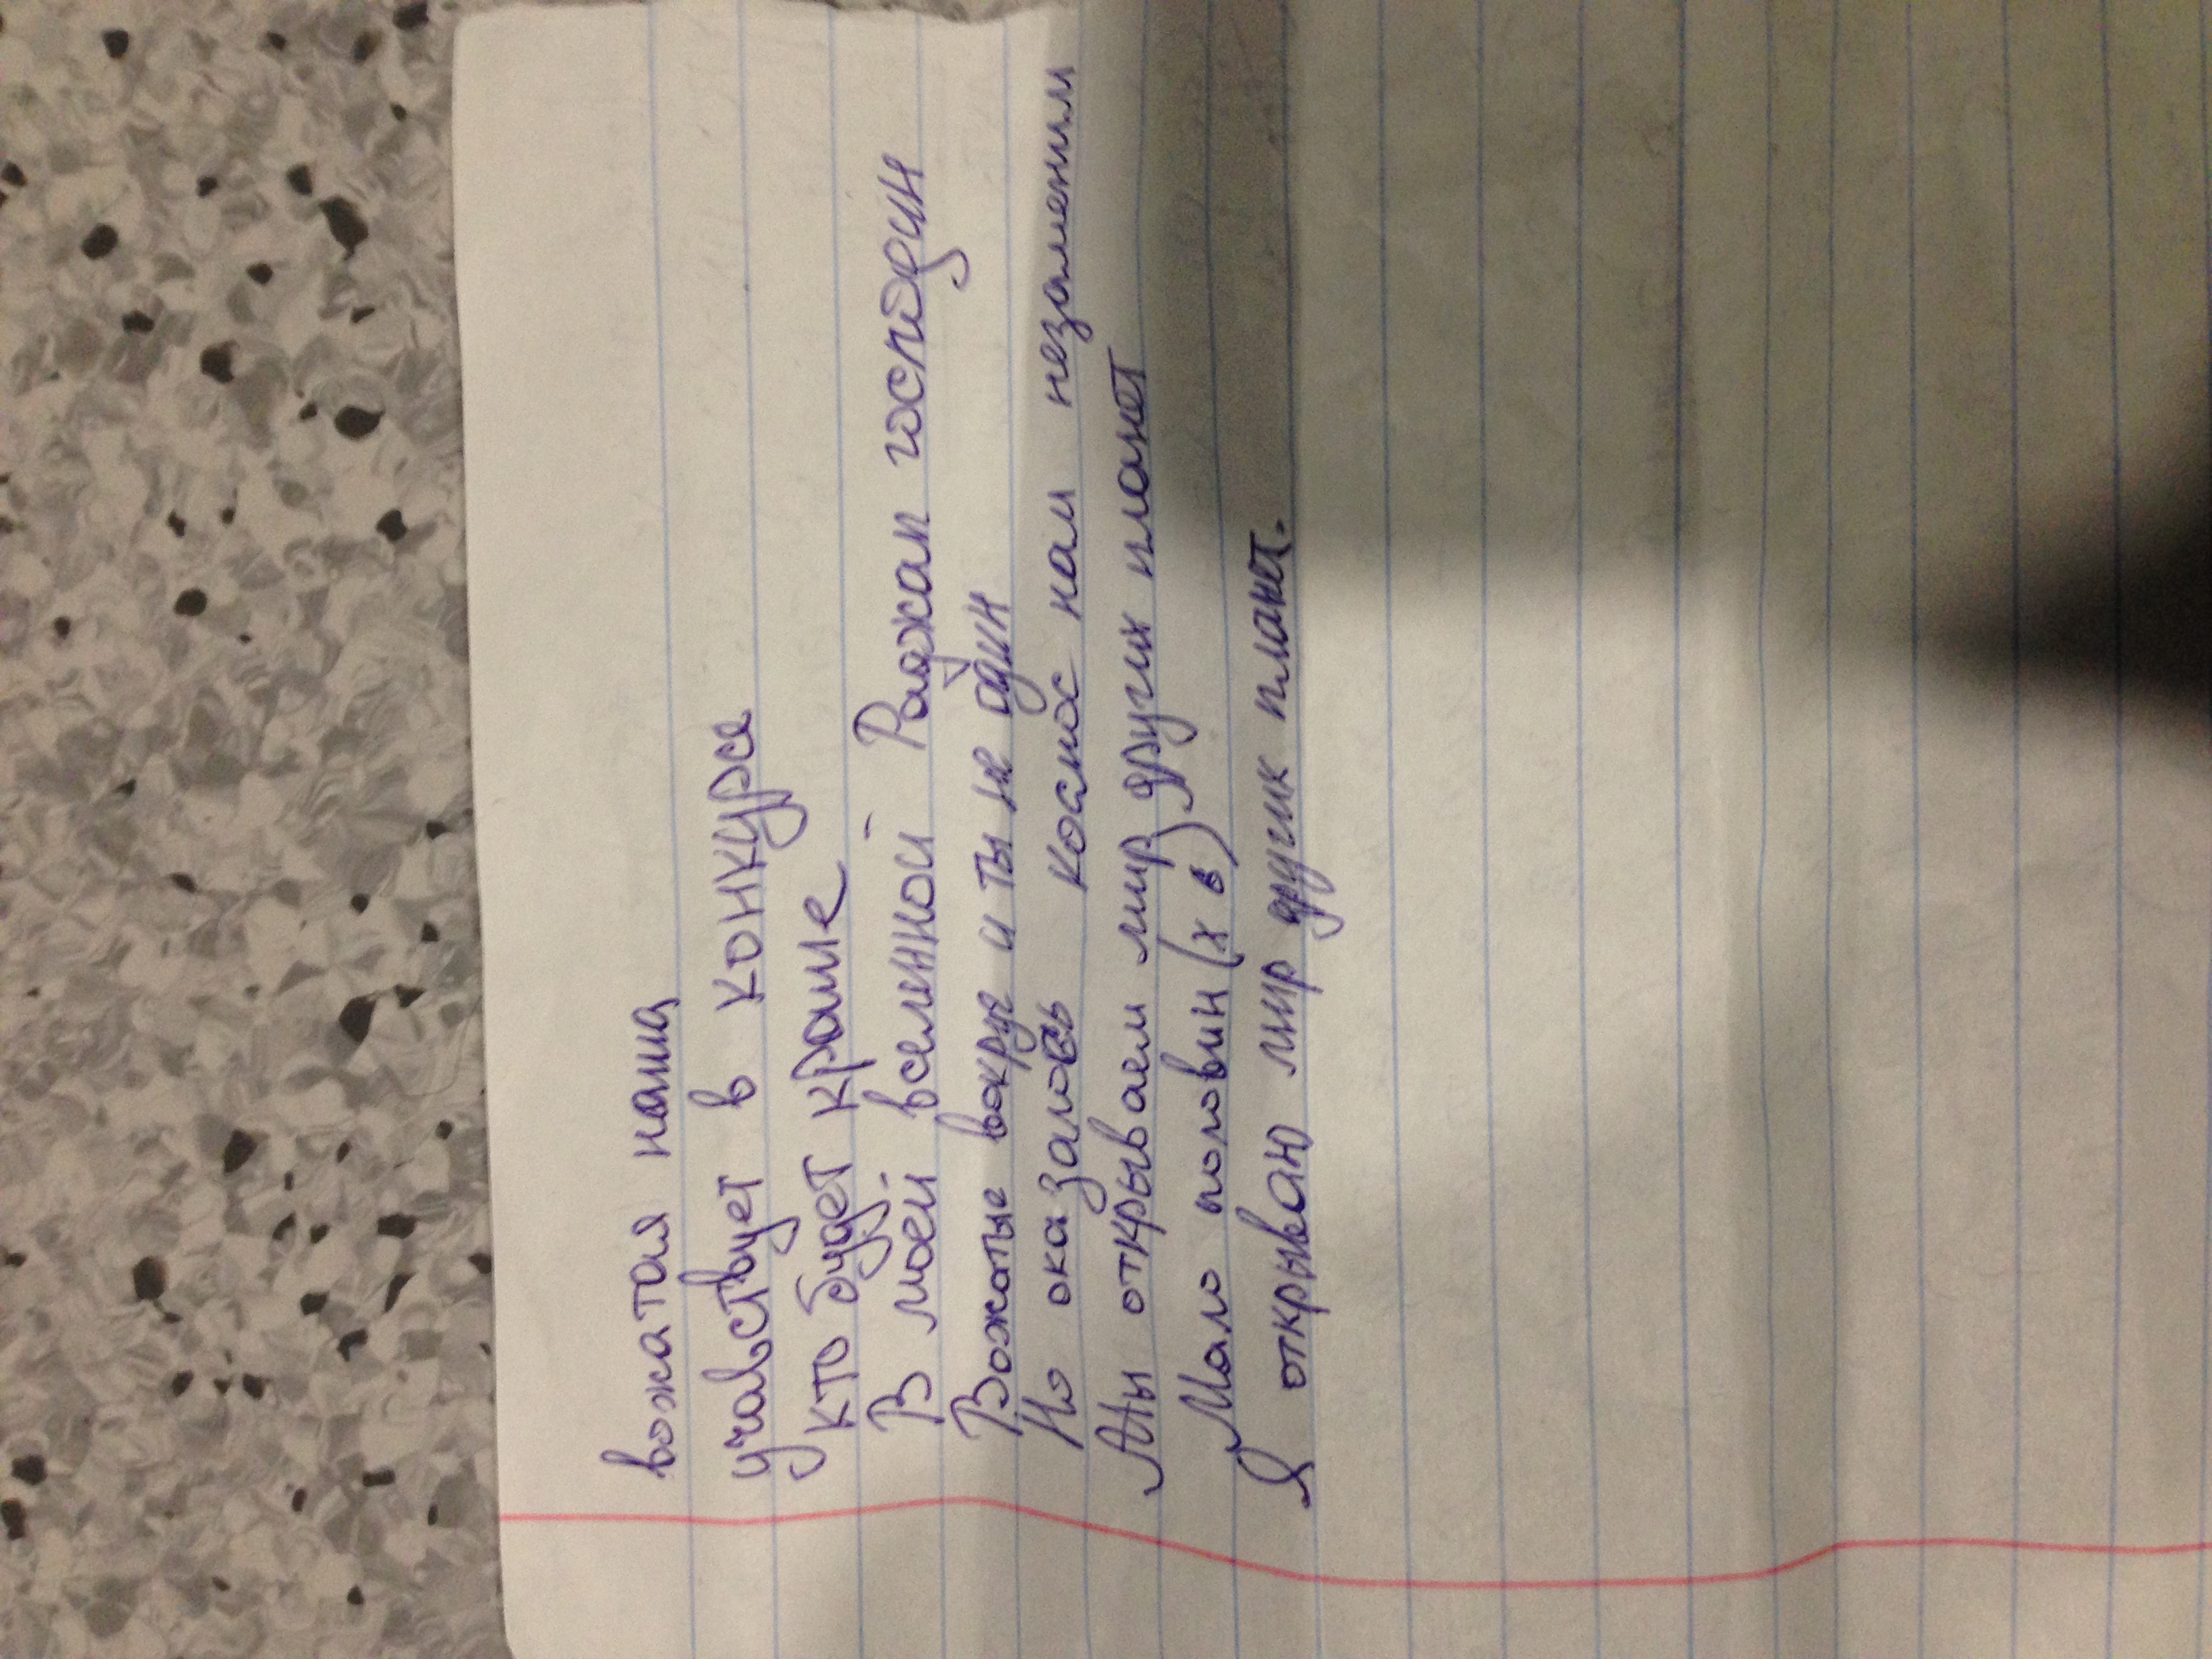 вожатая наша
учавствует в конкурсе
кто будет краше
В моей вселенной Раджап господин
Вожатые вокруг и ты не один
Но оказалось космос нам незаменим
Мы открываем мир других планет
Мало половин (х 6)
Я открываю мир других планет.